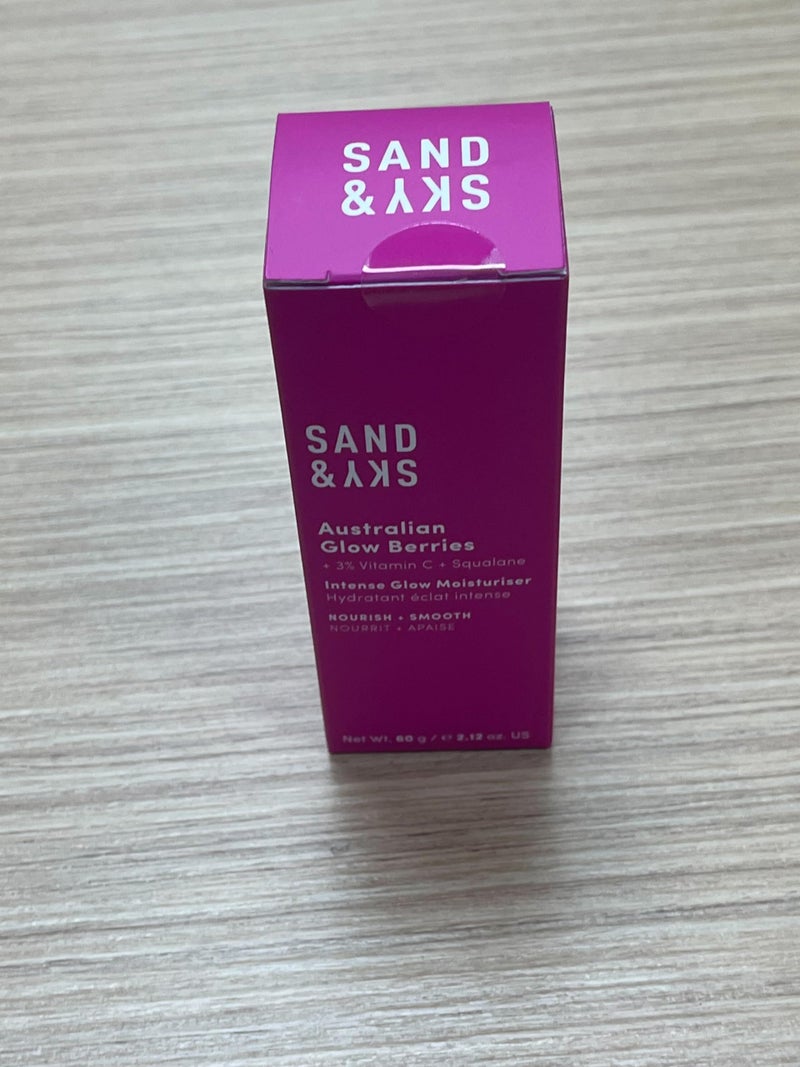 SAND
& SKY
SAND
& SKY
Australian
Glow Berries
+ 3% Vitamin C + Squalane
Intense Glow Moisturiser
Hydratant éclat intense
NOURISH + SMOOTH
NOURRIT + APAISE
Net Wt. 60 g / ℮ 2.12 oz. US